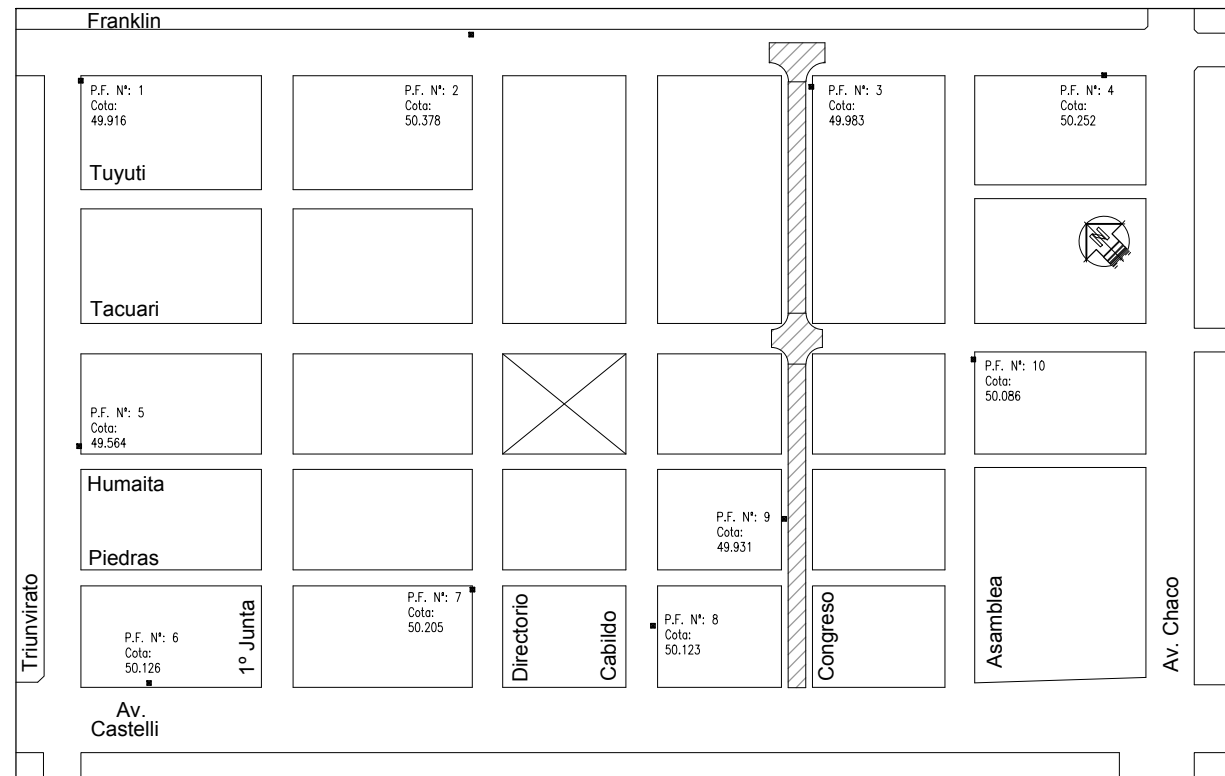 Franklin
P.F. N°: 1
Cota:
49.916
P.F. N°: 2
Cota:
50.378
P.F. N°: 3
Cota:
49.983
P.F. N°: 4
Cota:
50.252
Tuyuti
N
Tacuari
P.F. N°: 10
Cota:
50.086
P.F. N°: 5
Cota:
49.564
Humaita
P.F. N°: 9
Cota:
49.931
Piedras
Triunvirato
1º Junta
P.F. N°: 7
Cota:
50.205
Directorio
Cabildo
P.F. N°: 8
Cota:
50.123
Congreso
Asamblea
Av. Chaco
P.F. N°: 6
Cota:
50.126
Av.
Castelli